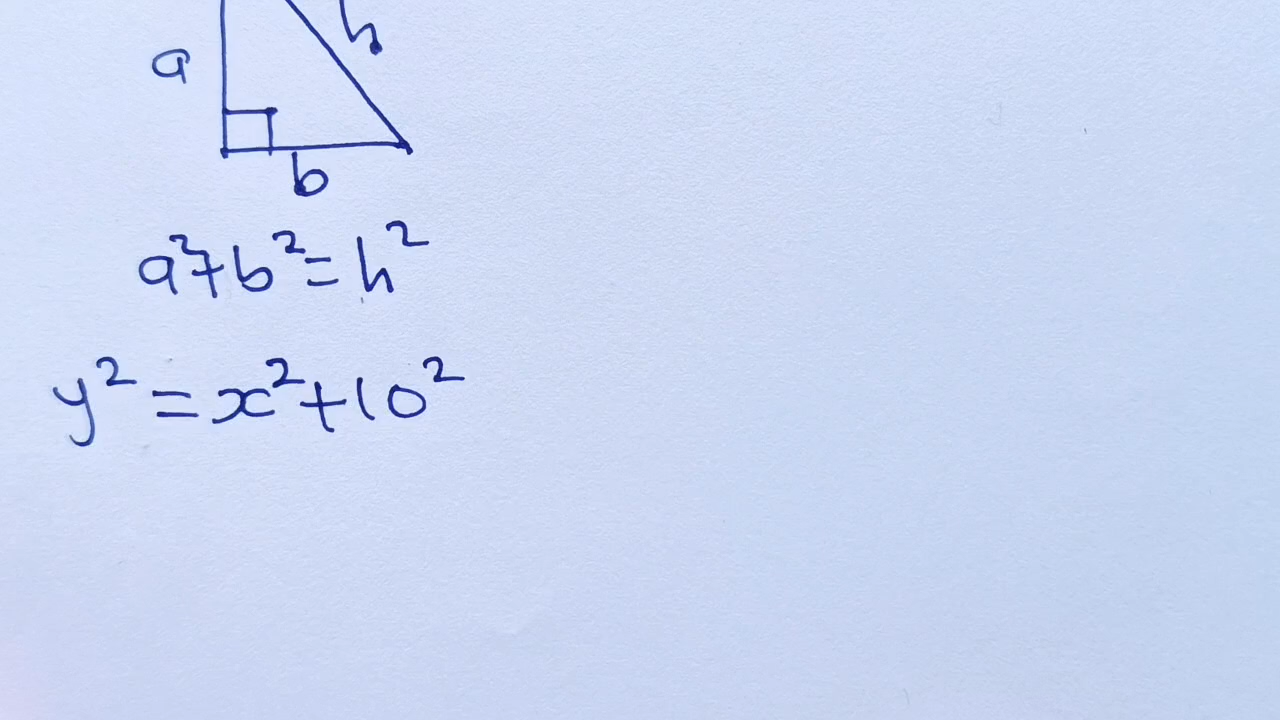 a
h
b
a²+b²=h²
y²=x²+10²